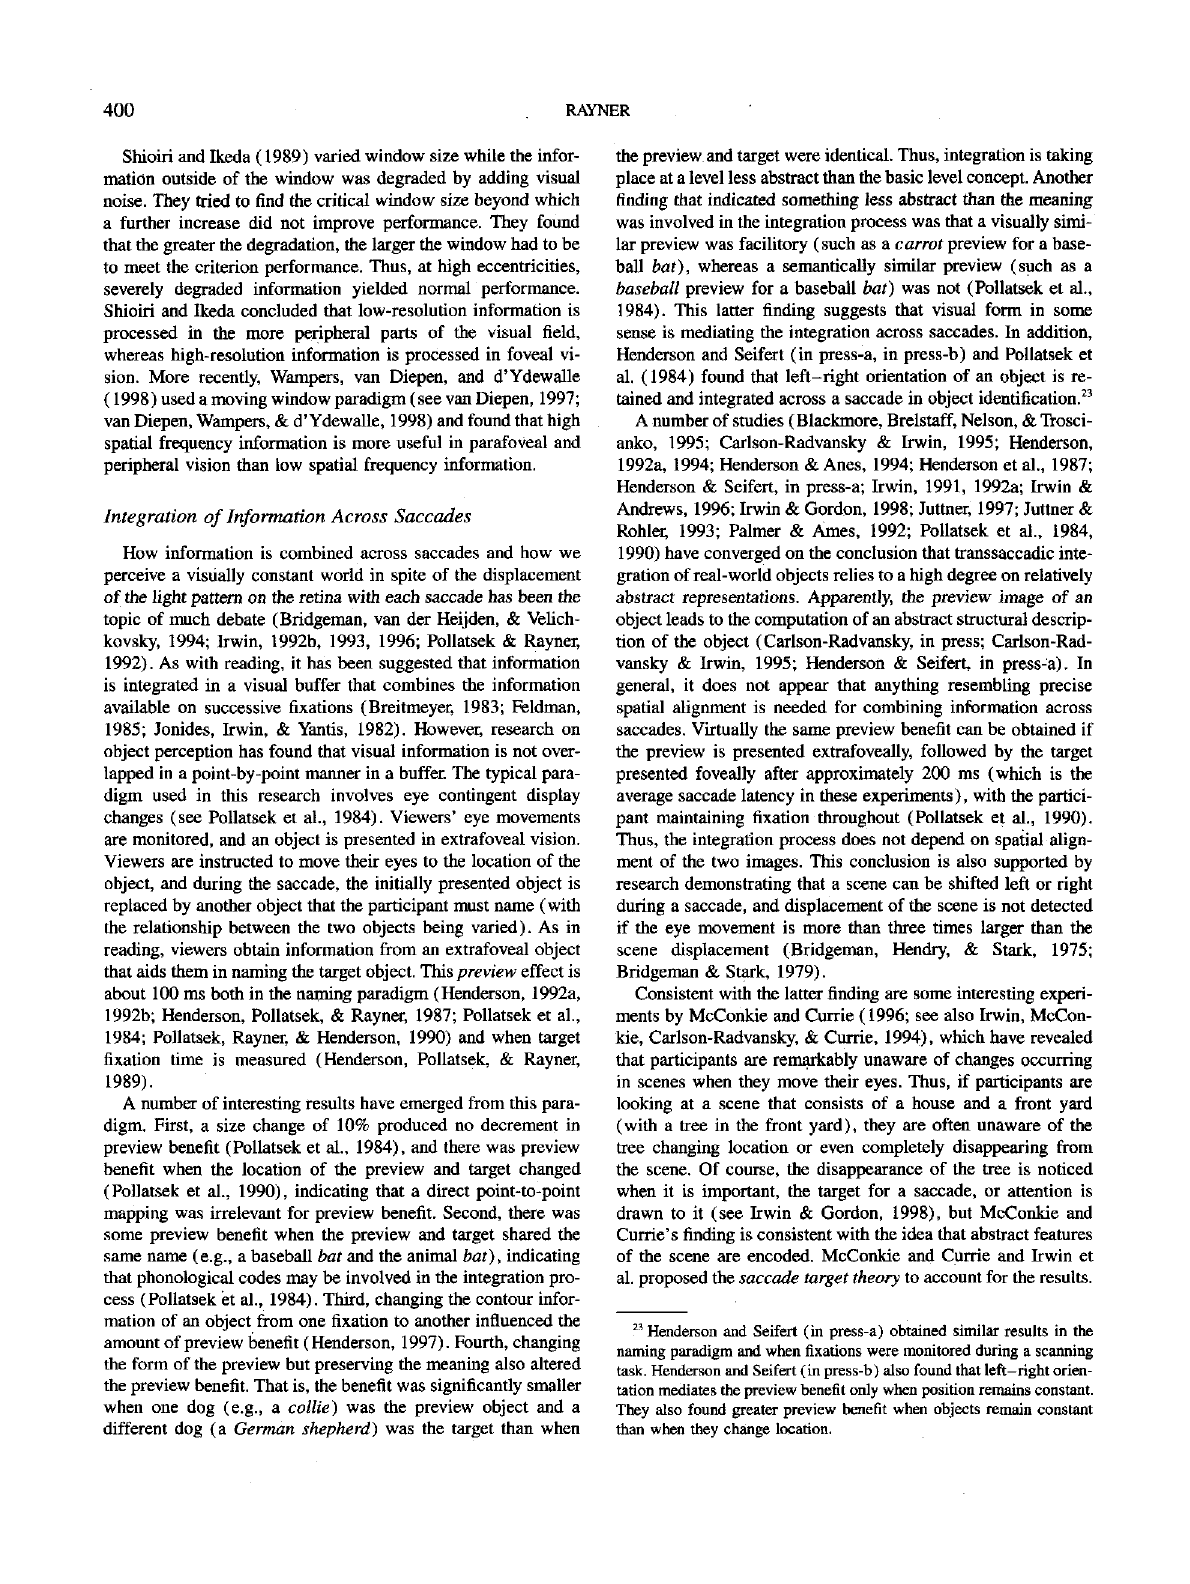 400
RAYNER
Shioiri and Ikeda (1989) varied window size while the infor-
mation outside of the window was degraded by adding visual
noise. They tried to find the critical window size beyond which
a further increase did not improve performance. They found
that the greater the degradation, the larger the window had to be
to meet the criterion performance. Thus, at high eccentricities,
severely degraded information yielded normal performance.
Shioiri and Ikeda concluded that low-resolution information is
processed in the more peripheral parts of the visual field,
whereas high-resolution information is processed in foveal vi-
sion. More recently, Wampers, van Diepen, and d'Ydewalle
(1998) used a moving window paradigm (see van Diepen, 1997;
van Diepen, Wampers, & d'Ydewalle, 1998) and found that high
spatial frequency information is more useful in parafoveal and
peripheral vision than low spatial frequency information.
Integration of Information Across Saccades
How information is combined across saccades and how we
perceive a visually constant world in spite of the displacement
of the light pattern on the retina with each saccade has been the
topic of much debate (Bridgeman, van der Heijden, & Velich-
kovsky, 1994; Irwin, 1992b, 1993, 1996; Pollatsek & Rayner,
1992). As with reading, it has been suggested that information
is integrated in a visual buffer that combines the information
available on successive fixations (Breitmeyer, 1983; Feldman,
1985; Jonides, Irwin, & Yantis, 1982). However, research on
object perception has found that visual information is not over-
lapped in a point-by-point manner in a buffer. The typical para-
digm used in this research involves eye contingent display
changes (see Pollatsek et al., 1984). Viewers' eye movements
are monitored, and an object is presented in extrafoveal vision.
Viewers are instructed to move their eyes to the location of the
object, and during the saccade, the initially presented object is
replaced by another object that the participant must name (with
the relationship between the two objects being varied). As in
reading, viewers obtain information from an extrafoveal object
that aids them in naming the target object. This preview effect is
about 100 ms both in the naming paradigm (Henderson, 1992a,
1992b; Henderson, Pollatsek, & Rayner, 1987; Pollatsek et al.,
1984; Pollatsek, Rayner, & Henderson, 1990) and when target
fixation time is measured (Henderson, Pollatsek, & Rayner,
1989).
A number of interesting results have emerged from this para-
digm. First, a size change of 10% produced no decrement in
preview benefit (Pollatsek et al., 1984), and there was preview
benefit when the location of the preview and target changed
(Pollatsek et al., 1990), indicating that a direct point-to-point
mapping was irrelevant for preview benefit. Second, there was
some preview benefit when the preview and target shared the
same name (e.g., a baseball bat and the animal bat), indicating
that phonological codes may be involved in the integration pro-
cess (Pollatsek et al., 1984). Third, changing the contour infor-
mation of an object from one fixation to another influenced the
amount of preview benefit (Henderson, 1997). Fourth, changing
the form of the preview but preserving the meaning also altered
the preview benefit. That is, the benefit was significantly smaller
when one dog (e.g., a collie) was the preview object and a
different dog (a German shepherd) was the target than when
the preview and target were identical. Thus, integration is taking
place at a level less abstract than the basic level concept. Another
finding that indicated something less abstract than the meaning
was involved in the integration process was that a visually simi-
lar preview was facilitory (such as a carrot preview for a base-
ball bat), whereas a semantically similar preview (such as a
baseball preview for a baseball bat) was not (Pollatsek et al.,
1984). This latter finding suggests that visual form in some
sense is mediating the integration across saccades. In addition,
Henderson and Seifert (in press-a, in press-b) and Pollatsek et
al. (1984) found that left–right orientation of an object is re-
tained and integrated across a saccade in object identification.23
A number of studies (Blackmore, Brelstaff, Nelson, & Trosci-
anko, 1995; Carlson-Radvansky & Irwin, 1995; Henderson,
1992a, 1994; Henderson & Anes, 1994; Henderson et al., 1987;
Henderson & Seifert, in press-a; Irwin, 1991, 1992a; Irwin &
Andrews, 1996; Irwin & Gordon, 1998; Juttner, 1997; Juttner &
Rohler, 1993; Palmer & Ames, 1992; Pollatsek et al., 1984,
1990) have converged on the conclusion that transsaccadic inte-
gration of real-world objects relies to a high degree on relatively
abstract representations. Apparently, the preview image of an
object leads to the computation of an abstract structural descrip-
tion of the object (Carlson-Radvansky, in press; Carlson-Rad-
vansky & Irwin, 1995; Henderson & Seifert, in press-a). In
general, it does not appear that anything resembling precise
spatial alignment is needed for combining information across
saccades. Virtually the same preview benefit can be obtained if
the preview is presented extrafoveally, followed by the target
presented foveally after approximately 200 ms (which is the
average saccade latency in these experiments), with the partici-
pant maintaining fixation throughout (Pollatsek et al., 1990).
Thus, the integration process does not depend on spatial align-
ment of the two images. This conclusion is also supported by
research demonstrating that a scene can be shifted left or right
during a saccade, and displacement of the scene is not detected
if the eye movement is more than three times larger than the
scene displacement (Bridgeman, Hendry, & Stark, 1975;
Bridgeman & Stark, 1979).
Consistent with the latter finding are some interesting experi-
ments by McConkie and Currie (1996; see also Irwin, McCon-
kie, Carlson-Radvansky, & Currie, 1994), which have revealed
that participants are remarkably unaware of changes occurring
in scenes when they move their eyes. Thus, if participants are
looking at a scene that consists of a house and a front yard
(with a tree in the front yard), they are often unaware of the
tree changing location or even completely disappearing from
the scene. Of course, the disappearance of the tree is noticed
when it is important, the target for a saccade, or attention is
drawn to it (see Irwin & Gordon, 1998), but McConkie and
Currie's finding is consistent with the idea that abstract features
of the scene are encoded. McConkie and Currie and Irwin et
al. proposed the saccade target theory to account for the results.
23 Henderson and Seifert (in press-a) obtained similar results in the
naming paradigm and when fixations were monitored during a scanning
task. Henderson and Seifert (in press-b) also found that left–right orien-
tation mediates the preview benefit only when position remains constant.
They also found greater preview benefit when objects remain constant
than when they change location.